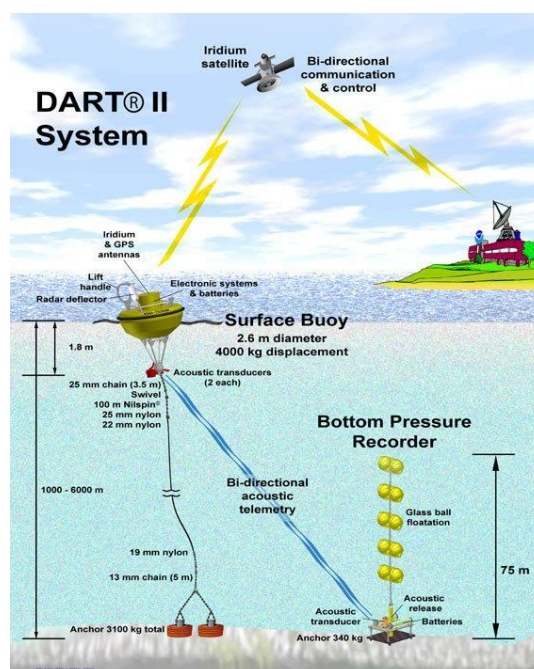 Iridium
satellite
Bi-directional
communication
& control
DART® II
System
Iridium
& GPS
antennas
Lift
handle
Radar deflector
Electronic systems
& batteries
Surface Buoy
2.6 m diameter
4000 kg displacement
1.8 m
Acoustic transducers
(2 each)
25 mm chain (3.5 m)
Swivel
100 m Nilspin®
25 mm nylon
22 mm nylon
Bottom Pressure
Recorder
1000 - 6000 m
Bi-directional
acoustic
telemetry
Glass ball
floatation
75 m
19 mm nylon
13 mm chain (5 m)
Acoustic
transducer
Acoustic
release
Batteries
Anchor 3100 kg total
Anchor 340 kg